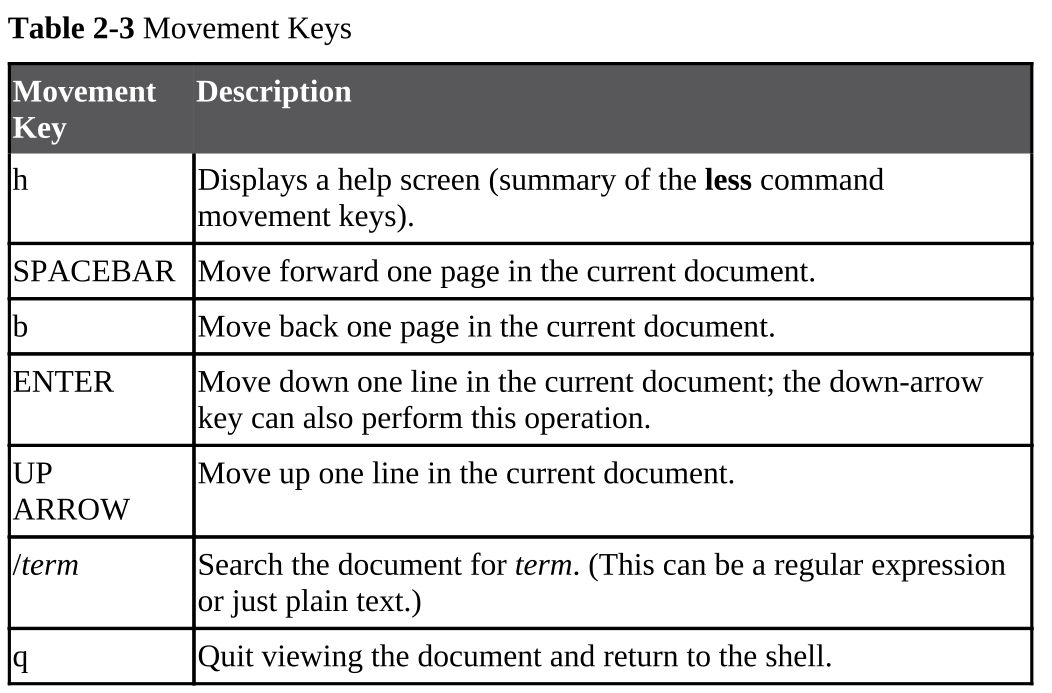 Table 2-3 Movement Keys
Movement Key Description
h Displays a help screen (summary of the less command
movement keys).
SPACEBAR Move forward one page in the current document.
b Move back one page in the current document.
ENTER Move down one line in the current document; the down-arrow
key can also perform this operation.
UP ARROW Move up one line in the current document.
/term Search the document for term. (This can be a regular expression
or just plain text.)
q Quit viewing the document and return to the shell.